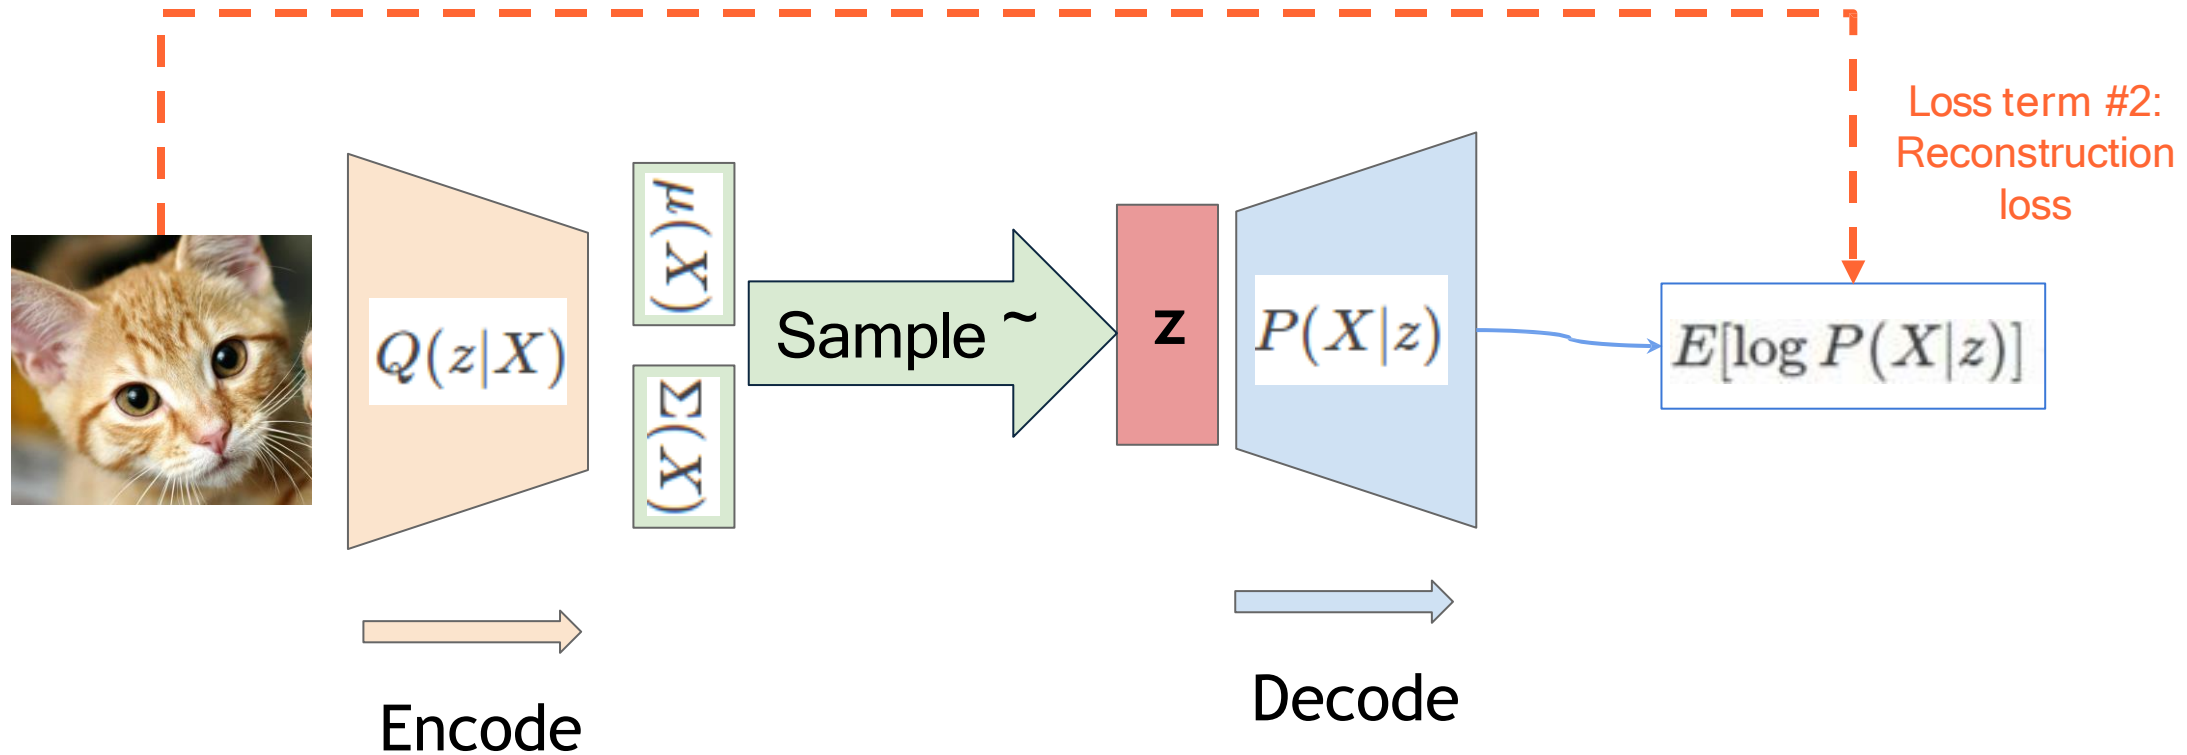 Loss term #2:
Reconstruction
loss
Q(z|X)
μ(X)
Σ(X)
Sample ~
z
P(X|z)
E[log P(X|z)]
Encode
Decode